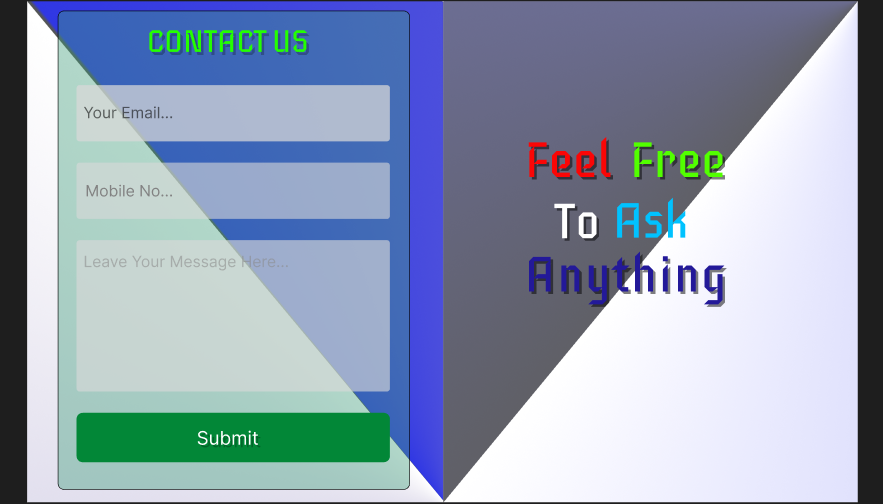 CONTACT US
Your Email...
Mobile No...
Leave Your Message Here...
Submit
Feel Free
To Ask
Anything